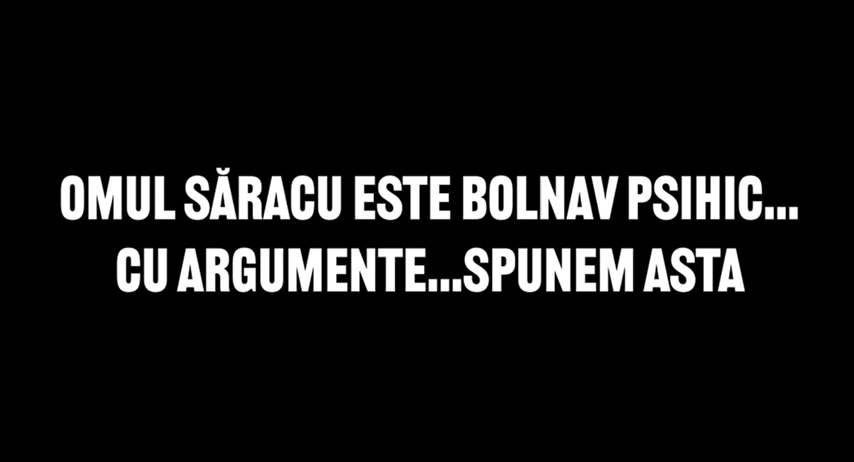 OMUL SĂRACU ESTE BOLNAV PSIHIC...
CU ARGUMENTE...SPUNEM ASTA